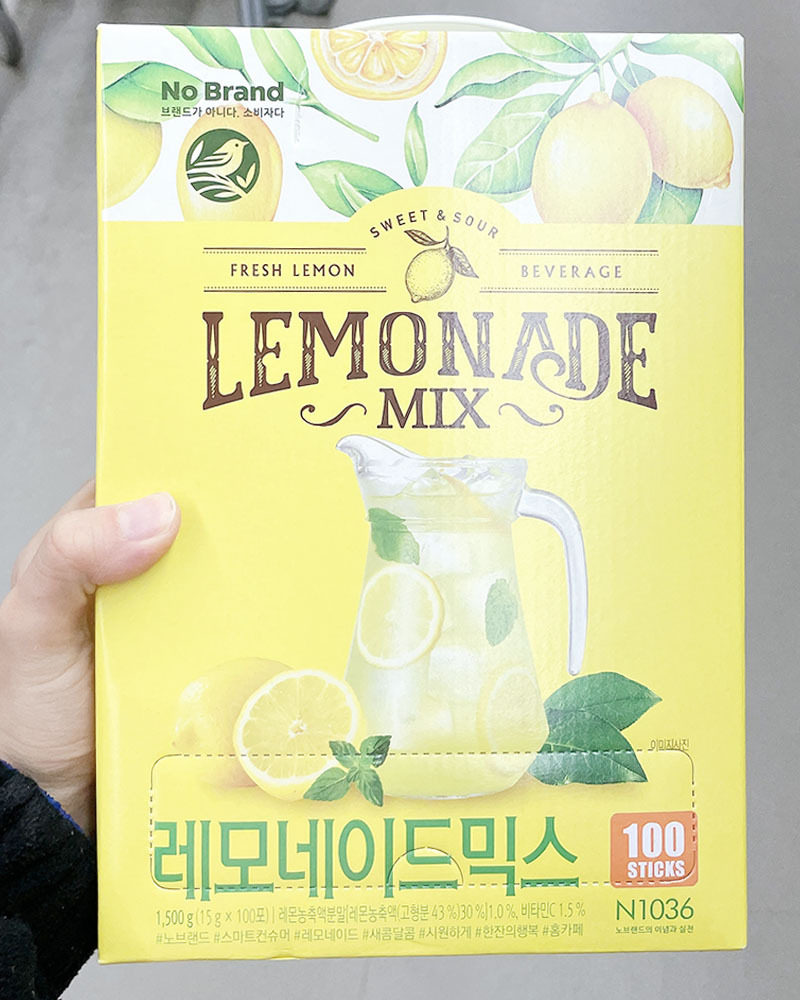 No Brand
브랜드가 아니다. 소비자다
SWEET & SOUR
FRESH LEMON
BEVERAGE
LEMONADE
MIX
이미지사진
레모네이드믹스
100
STICKS
1,500 g (15 g × 100포) | 레몬농축액분말[레몬농축액(고형분 43 %)30 %]1.0 %, 비타민C 1.5 %
N1036
#노브랜드 #스마트컨슈머 #레모네이드 #새콤달콤 #시원하게 #한잔의행복 #홈카페
노브랜드의 이념과 실천